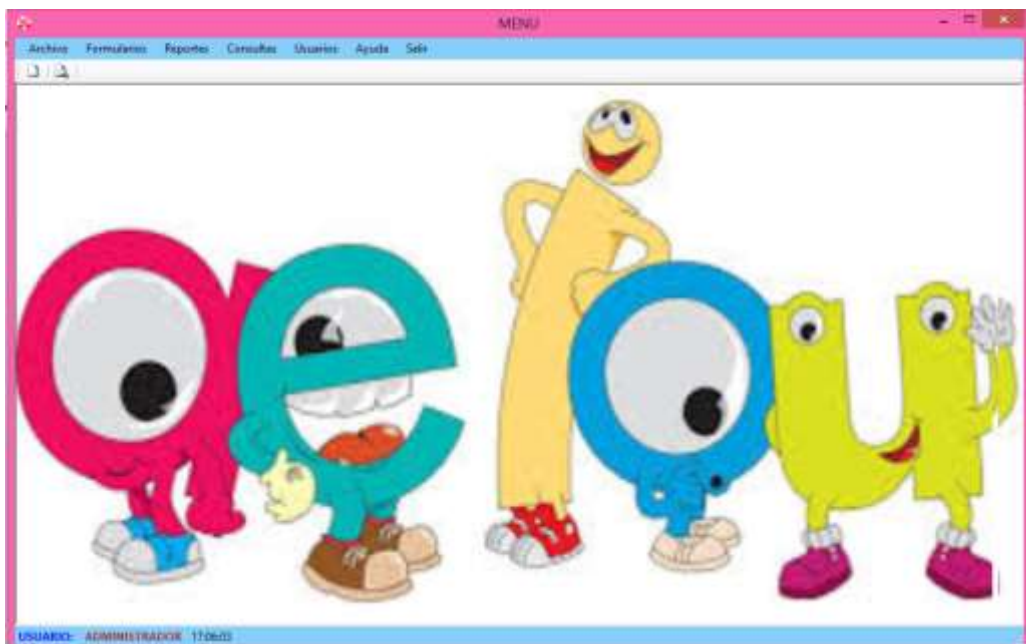 MENU
Archivo Formularios Reportes Consultas Usuarios Ayuda Salir
a e i o u
USUARIO: ADMINISTRADOR 17:06:03